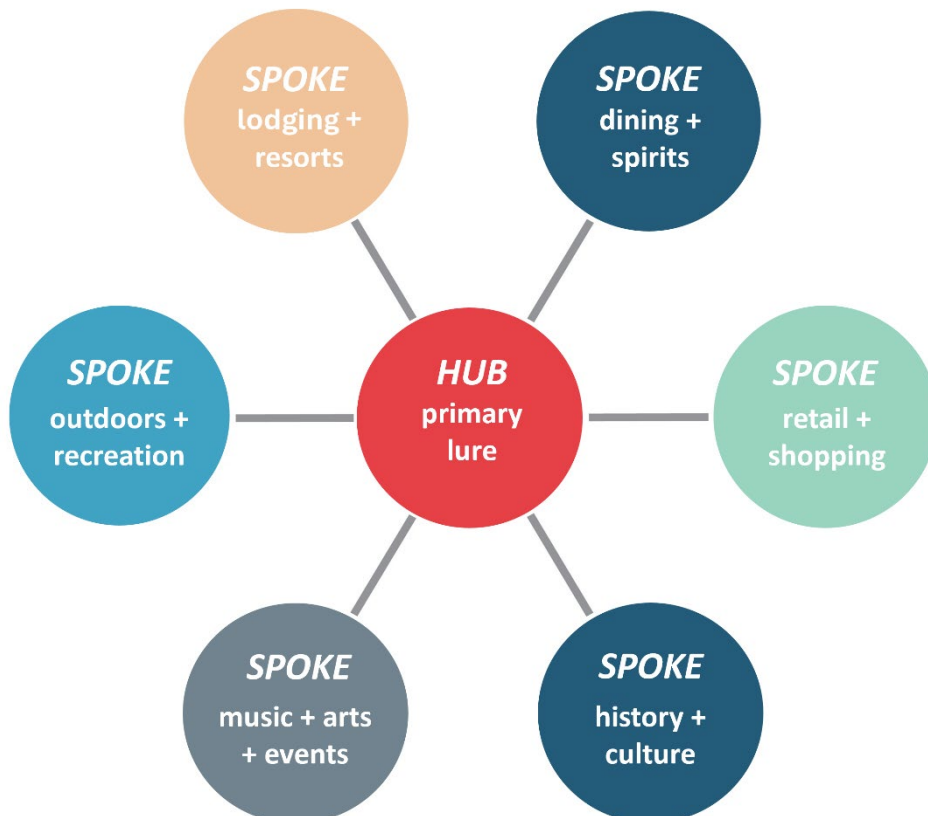 SPOKE
lodging +
resorts
SPOKE
dining +
spirits
SPOKE
outdoors +
recreation
HUB
primary
lure
SPOKE
retail +
shopping
SPOKE
music + arts
+ events
SPOKE
history +
culture